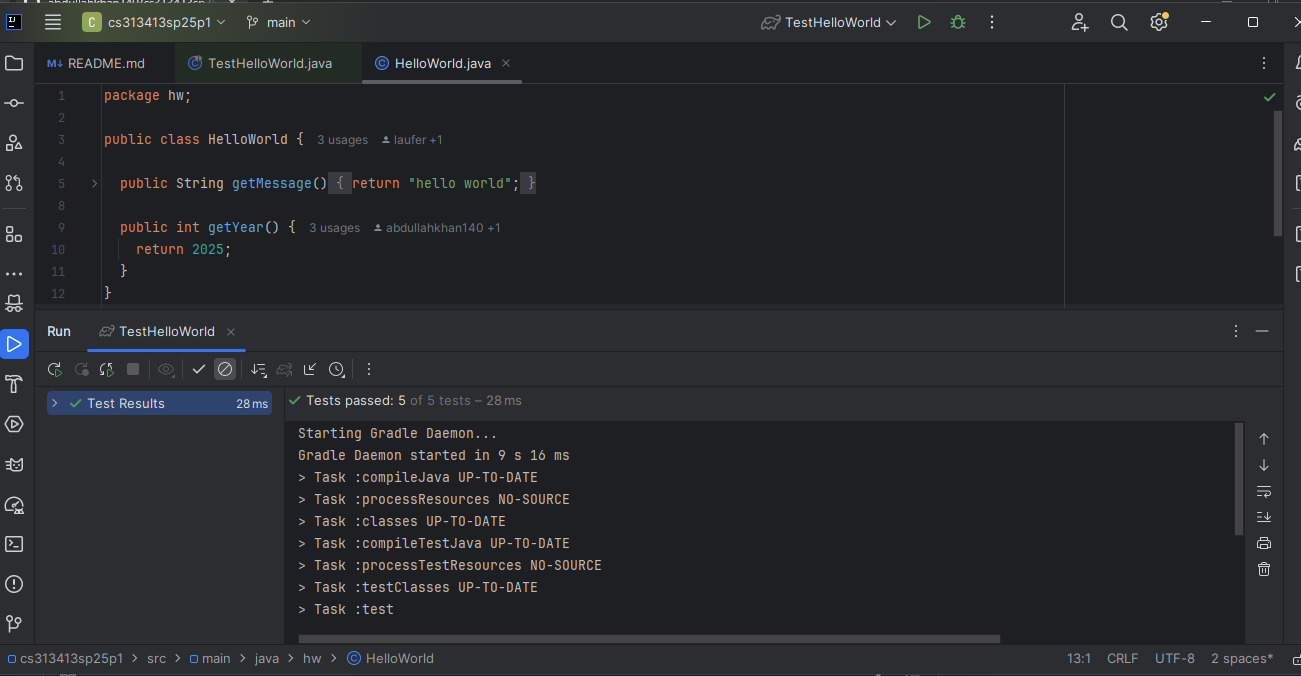 C cs313413sp25p1 main TestHelloWorld
M↓ README.md TestHelloWorld.java HelloWorld.java
1 package hw;
2
3 public class HelloWorld { 3 usages laufer +1
4
5 public String getMessage() { return "hello world"; }
8
9 public int getYear() { 3 usages abdullahkhan140 +1
10 return 2025;
11 }
12 }
Run TestHelloWorld
Test Results 28 ms
Tests passed: 5 of 5 tests – 28 ms
Starting Gradle Daemon...
Gradle Daemon started in 9 s 16 ms
> Task :compileJava UP-TO-DATE
> Task :processResources NO-SOURCE
> Task :classes UP-TO-DATE
> Task :compileTestJava UP-TO-DATE
> Task :processTestResources NO-SOURCE
> Task :testClasses UP-TO-DATE
> Task :test
cs313413sp25p1 > src > main > java > hw > HelloWorld 13:1 CRLF UTF-8 2 spaces*